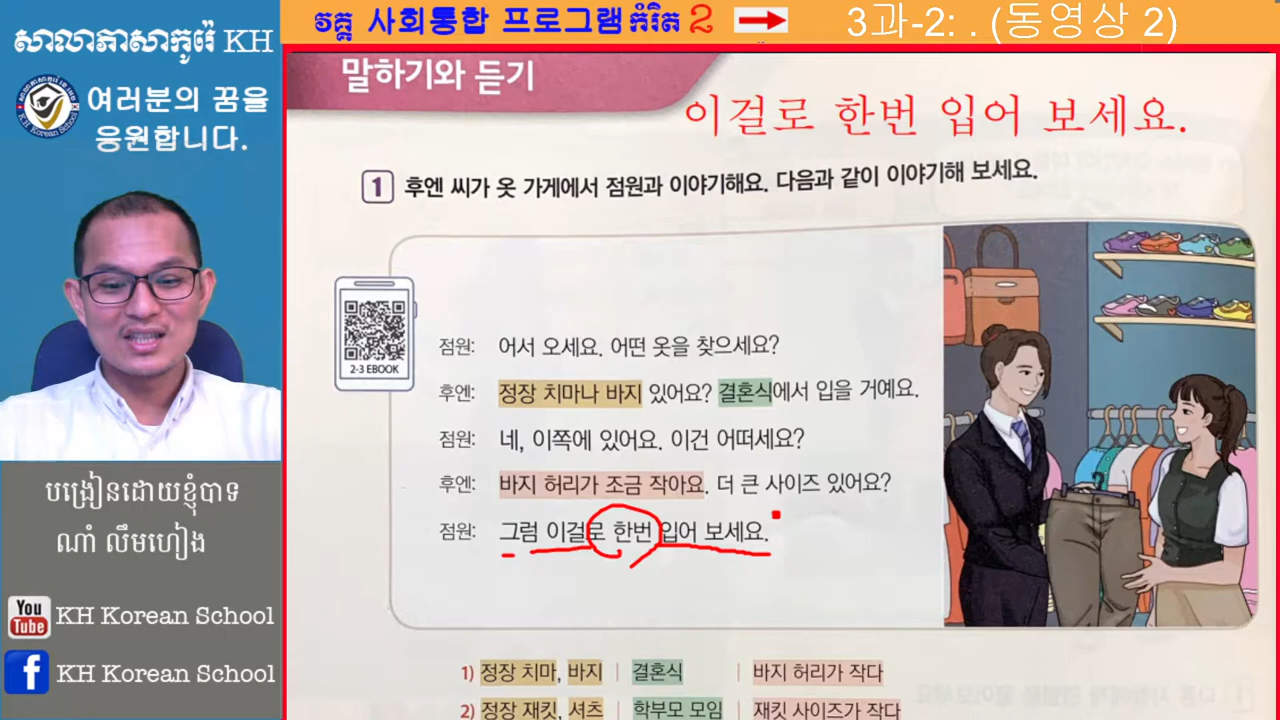 សាលាភាសាកូរ៉េ KH
여러분의 꿈을
응원합니다.
បង្រៀនដោយខ្ញុំបាទ
ណាំ លឹមហៀង
You Tube KH Korean School
f KH Korean School
វគ្គ 사회통합 프로그램 កំរិត 2
3과-2: . (동영상 2)
말하기와 듣기
이걸로 한번 입어 보세요.
1 후엔 씨가 옷 가게에서 점원과 이야기해요. 다음과 같이 이야기해 보세요.
2-3 EBOOK
점원: 어서 오세요. 어떤 옷을 찾으세요?
후엔: 정장 치마나 바지 있어요? 결혼식에서 입을 거예요.
점원: 네, 이쪽에 있어요. 이건 어떠세요?
후엔: 바지 허리가 조금 작아요. 더 큰 사이즈 있어요?
점원: 그럼 이걸로 한번 입어 보세요.
1) 정장 치마, 바지 | 결혼식 | 바지 허리가 작다
2) 정장 재킷, 셔츠 | 학부모 모임 | 재킷 사이즈가 작다